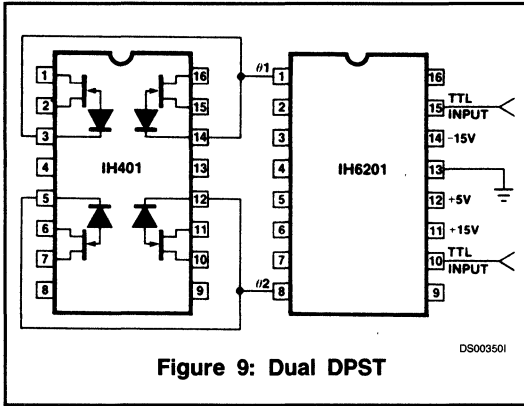 θ1
1
2
3
4
5
6
7
8
16
15
14
13
12
11
10
9
IH401
θ2
1
2
3
4
5
6
7
8
IH6201
16
15 TTL INPUT
14 -15V
13
12 +5V
11 +15V
10 TTL INPUT
9
DS00350I
Figure 9: Dual DPST